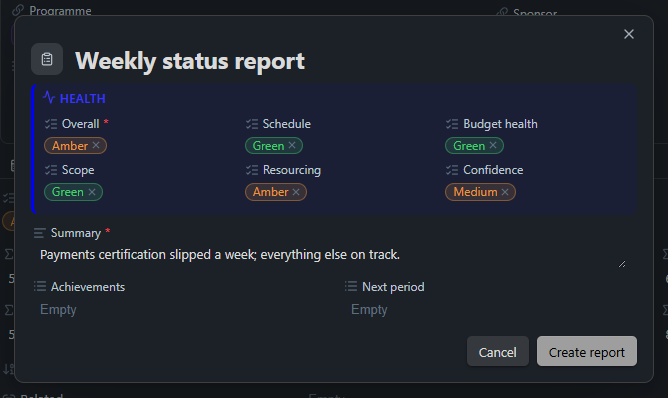 Programme
Sponsor
Weekly status report
HEALTH
Overall * Schedule Budget health
Amber × Green × Green ×
Scope Resourcing Confidence
Green × Amber × Medium ×
Summary *
Payments certification slipped a week; everything else on track.
Achievements Next period
Empty Empty
Cancel Create report
Related Empty